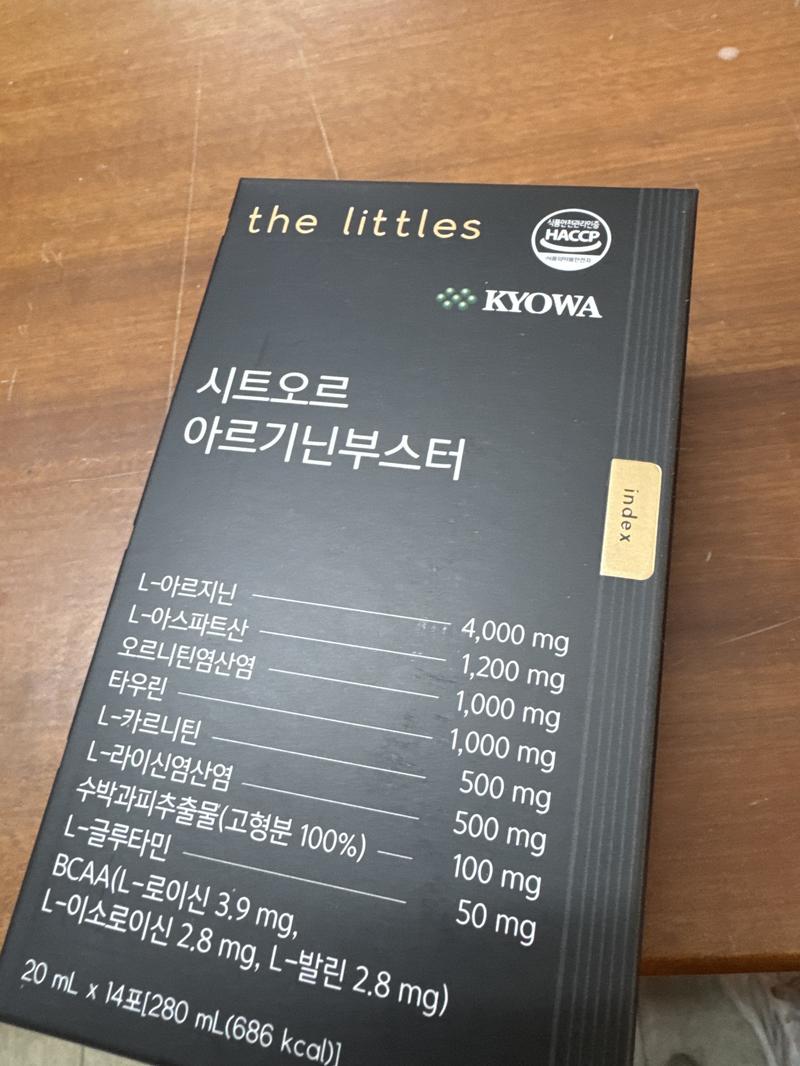 the littles
식품안전관리인증
HACCP
식품의약품안전처
KYOWA
시트오르
아르기닌부스터
index
L-아르지닌 4,000 mg
L-아스파트산 1,200 mg
오르니틴염산염 1,000 mg
타우린 1,000 mg
L-카르니틴 500 mg
L-라이신염산염 500 mg
수박과피추출물(고형분 100%) 100 mg
L-글루타민 50 mg
BCAA(L-로이신 3.9 mg,
L-이소로이신 2.8 mg, L-발린 2.8 mg)
20 mL x 14포[280 mL(686 kcal)]